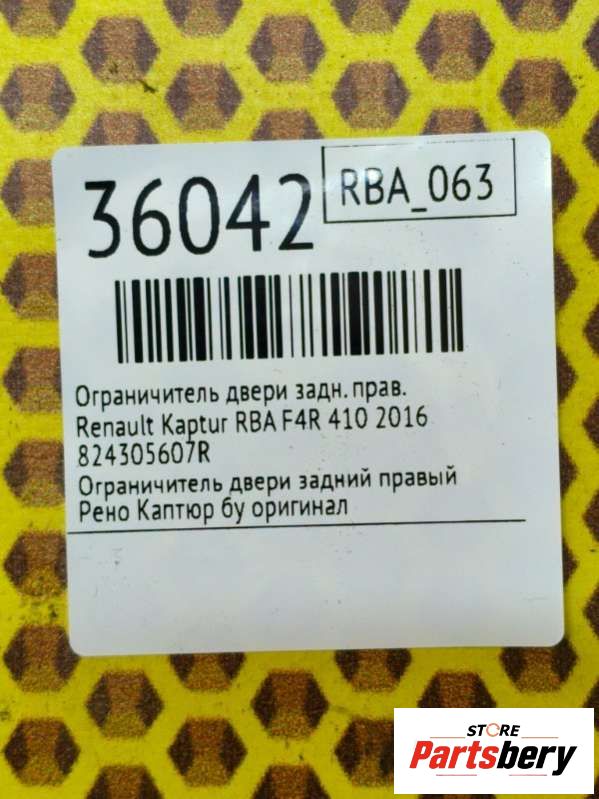 36042
RBA_063
Ограничитель двери задн. прав.
Renault Kaptur RBA F4R 410 2016
824305607R
Ограничитель двери задний правый
Рено Каптюр бу оригинал
STORE
Partsbery